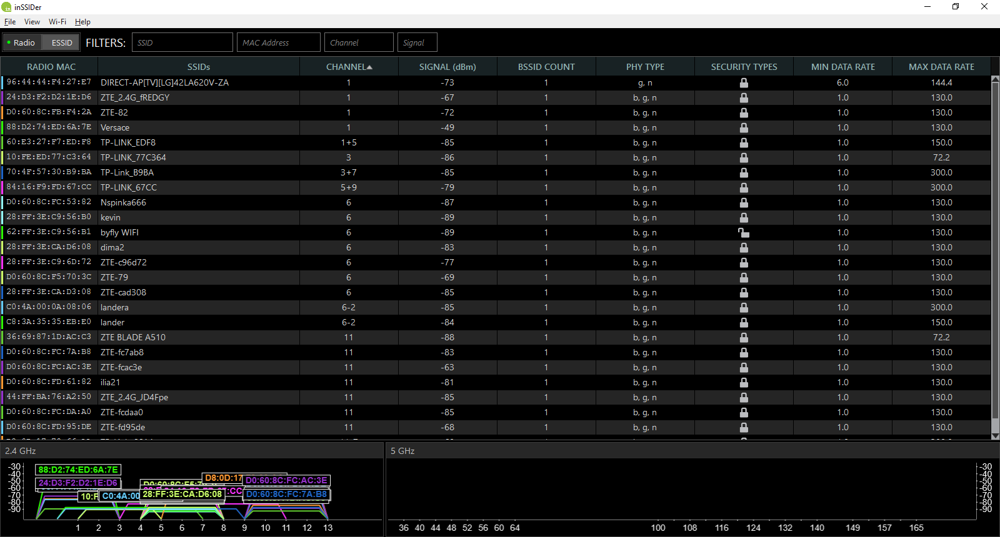 inSSIDer
File View Wi-Fi Help
Radio ESSID FILTERS: SSID MAC Address Channel Signal
RADIO MAC SSIDs CHANNEL SIGNAL (dBm) BSSID COUNT PHY TYPE SECURITY TYPES MIN DATA RATE MAX DATA RATE
96:44:44:F4:27:E7 DIRECT-AP[TV][LG]42LA620V-ZA 1 -73 1 g, n 6.0 144.4
24:D3:F2:D2:1E:D6 ZTE_2.4G_fREDGY 1 -67 1 b, g, n 1.0 130.0
D0:60:8C:FB:F4:2A ZTE-82 1 -72 1 b, g, n 1.0 130.0
88:D2:74:ED:6A:7E Versace 1 -49 1 b, g, n 1.0 130.0
60:E3:27:F7:ED:F8 TP-LINK_EDF8 1+5 -85 1 b, g, n 1.0 150.0
10:FE:ED:77:C3:64 TP-LINK_77C364 3 -86 1 b, g, n 1.0 72.2
70:4F:57:30:B9:BA TP-Link_B9BA 3+7 -85 1 b, g, n 1.0 300.0
84:16:F9:FD:67:CC TP-LINK_67CC 5+9 -79 1 b, g, n 1.0 300.0
D0:60:8C:FC:53:82 Nspinka666 6 -87 1 b, g, n 1.0 130.0
28:FF:3E:C9:56:B0 kevin 6 -89 1 b, g, n 1.0 130.0
62:FF:3E:C9:56:B1 byfly WIFI 6 -89 1 b, g, n 1.0 130.0
28:FF:3E:CA:D6:08 dima2 6 -83 1 b, g, n 1.0 130.0
28:FF:3E:C9:6D:72 ZTE-c96d72 6 -77 1 b, g, n 1.0 130.0
D0:60:8C:F5:70:3C ZTE-79 6 -69 1 b, g, n 1.0 130.0
28:FF:3E:CA:D3:08 ZTE-cad308 6 -85 1 b, g, n 1.0 130.0
C0:4A:00:0A:08:06 landera 6-2 -85 1 b, g, n 1.0 300.0
C8:3A:35:35:EB:E0 lander 6-2 -84 1 b, g, n 1.0 150.0
36:69:87:1D:AC:C3 ZTE BLADE A510 11 -88 1 b, g, n 1.0 72.2
D0:60:8C:FC:7A:B8 ZTE-fc7ab8 11 -83 1 b, g, n 1.0 130.0
D0:60:8C:FC:AC:3E ZTE-fcac3e 11 -63 1 b, g, n 1.0 130.0
D0:60:8C:FD:61:82 ilia21 11 -81 1 b, g, n 1.0 130.0
44:FF:BA:76:A2:50 ZTE_2.4G_JD4Fpe 11 -85 1 b, g, n 1.0 130.0
D0:60:8C:FC:DA:A0 ZTE-fcdaa0 11 -85 1 b, g, n 1.0 130.0
D0:60:8C:FD:95:DE ZTE-fd95de 11 -68 1 b, g, n 1.0 130.0
2.4 GHz 5 GHz
-30 88:D2:74:ED:6A:7E -30
-40 D8:0D:17 -40
-50 24:D3:F2:D2:1E:D6 D0:60:8C:FC:AC:3E -50
-60 -60
-70 10:F C0:4A:00 28:FF:3E:CA:D6:08 CC D0:60:8C:FC:7A:B8 -70
-80 -80
-90 -90
1 2 3 4 5 6 7 8 9 10 11 12 13 36 40 44 48 52 56 60 64 100 108 116 124 132 140 149 157 165